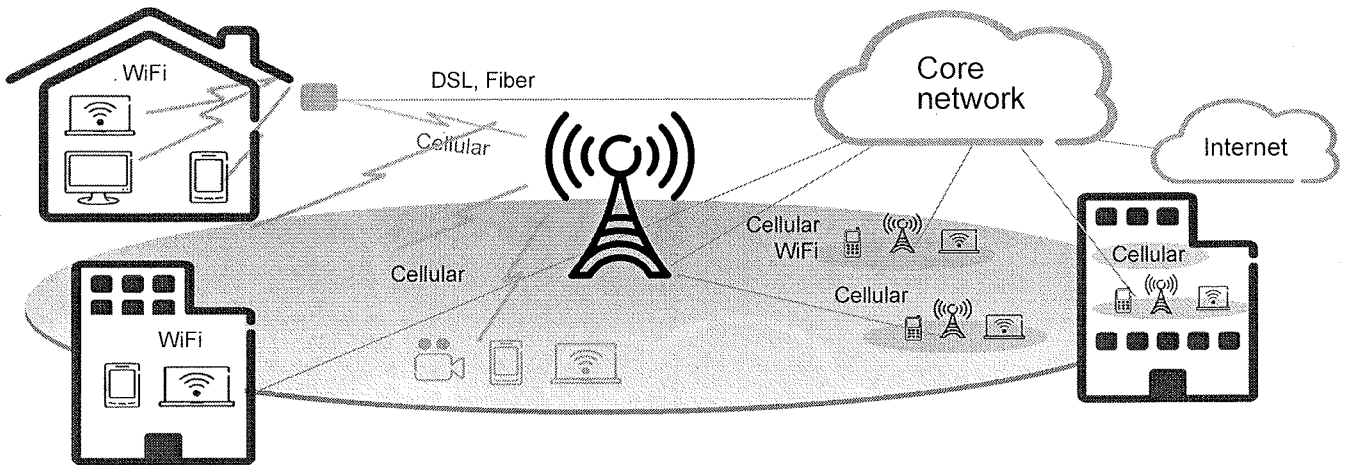 WiFi
DSL, Fiber
Core
network
Cellular
Internet
Cellular
WiFi
Cellular
Cellular
Cellular
WiFi